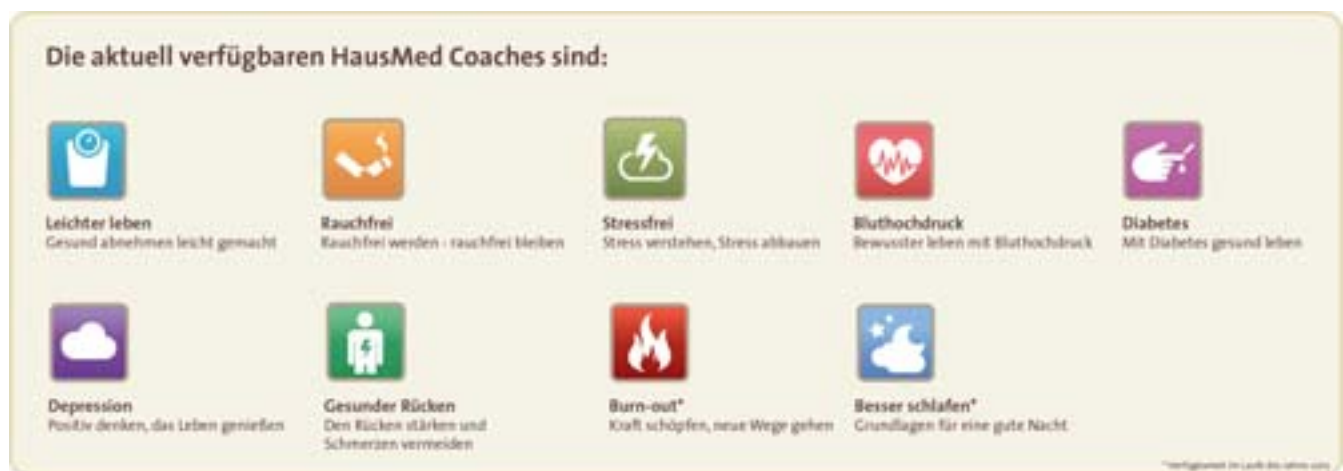 Die aktuell verfügbaren HausMed Coaches sind:
Leichter leben
Gesund abnehmen leicht gemacht
Rauchfrei
Rauchfrei werden - rauchfrei bleiben
Stressfrei
Stress verstehen, Stress abbauen
Bluthochdruck
Bewusster leben mit Bluthochdruck
Diabetes
Mit Diabetes gesund leben
Depression
Positiv denken, das Leben genießen
Gesunder Rücken
Den Rücken stärken und
Schmerzen vermeiden
Burn-out*
Kraft schöpfen, neue Wege gehen
Besser schlafen*
Grundlagen für eine gute Nacht